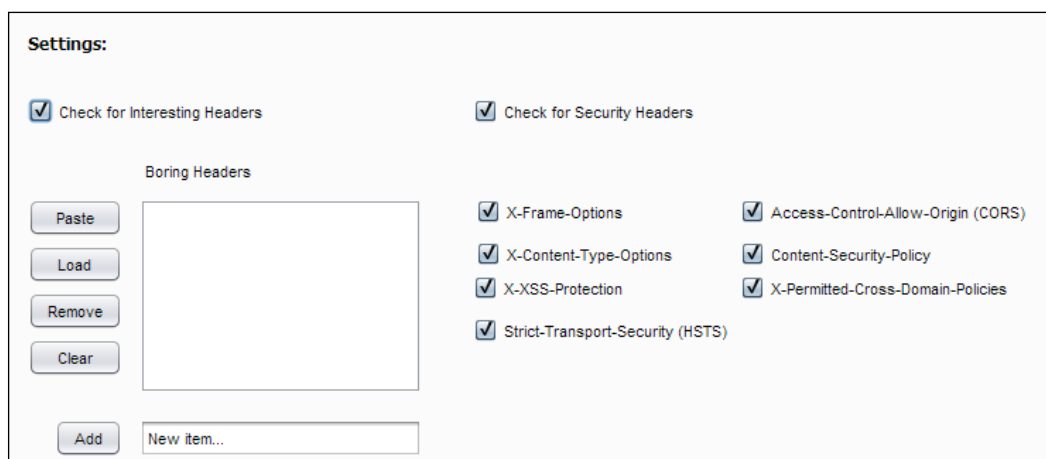 Settings:
Check for Interesting Headers
Check for Security Headers
Boring Headers
Paste
Load
Remove
Clear
Add
New item...
X-Frame-Options
Access-Control-Allow-Origin (CORS)
X-Content-Type-Options
Content-Security-Policy
X-XSS-Protection
X-Permitted-Cross-Domain-Policies
Strict-Transport-Security (HSTS)